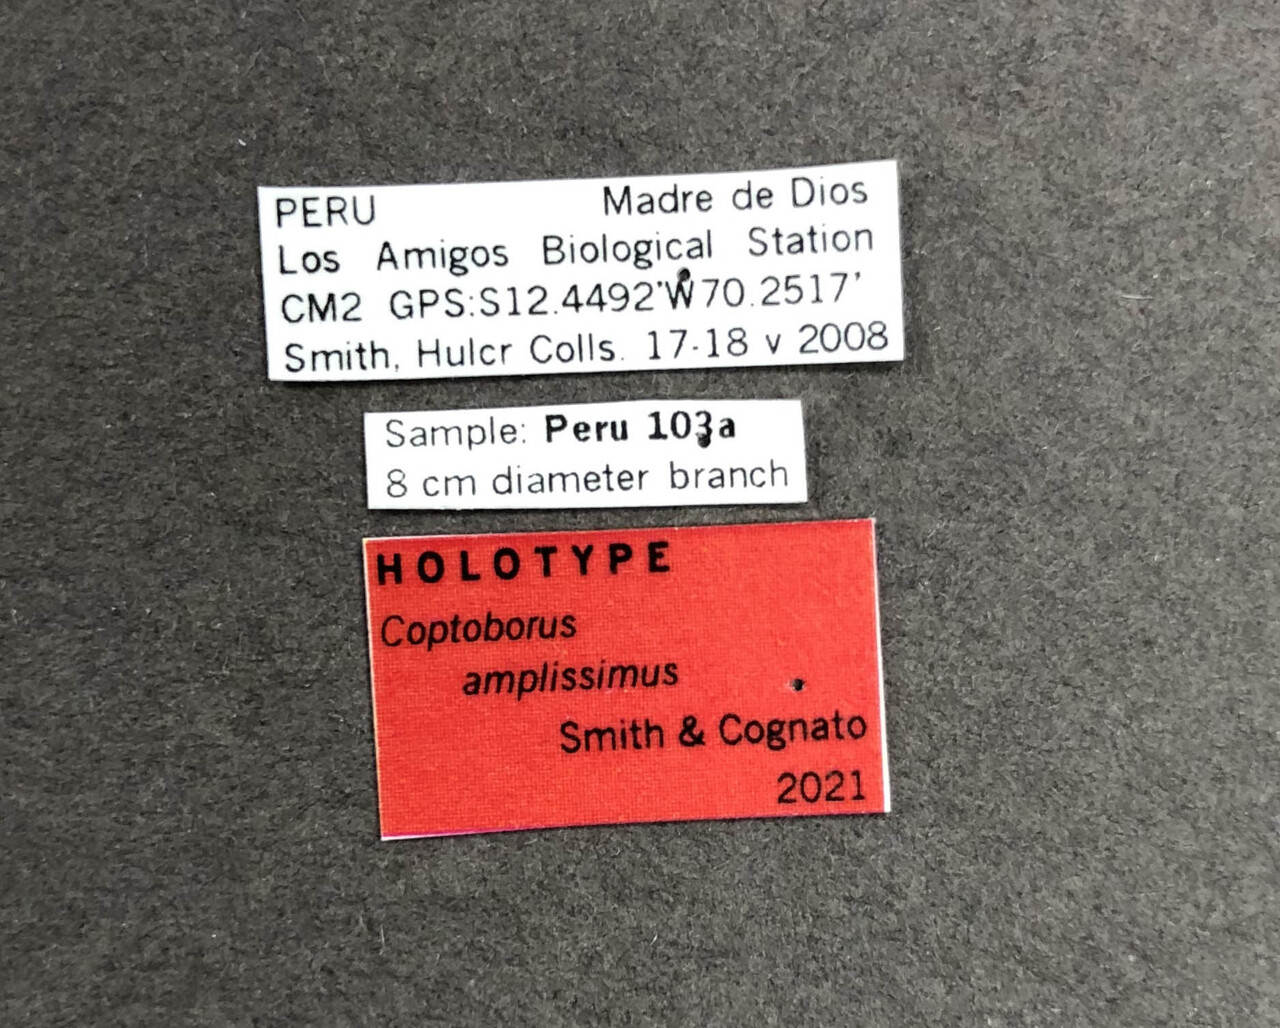 PERU Madre de Dios
Los Amigos Biological Station
CM2 GPS:S12.4492'W70.2517'
Smith, Hulcr Colls. 17-18 v 2008
Sample: Peru 103a
8 cm diameter branch
HOLOTYPE
Coptoborus
amplissimus
Smith & Cognato
2021